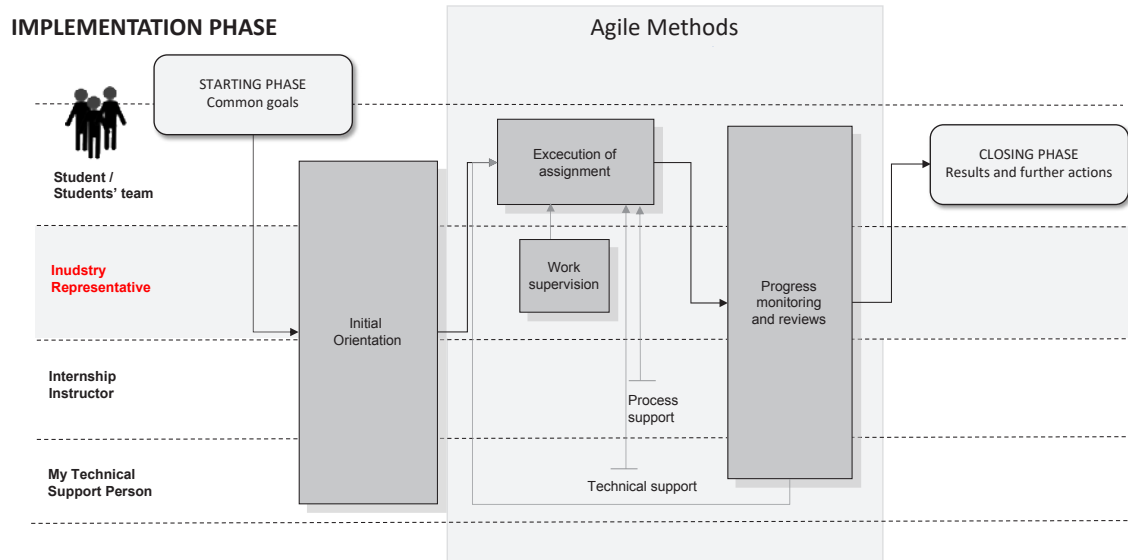 IMPLEMENTATION PHASE
Agile Methods
STARTING PHASE
Common goals
Student /
Students’ team
Excecution of
assignment
CLOSING PHASE
Results and further actions
Inudstry
Representative
Work
supervision
Initial
Orientation
Progress
monitoring
and reviews
Internship
Instructor
Process
support
My Technical
Support Person
Technical support